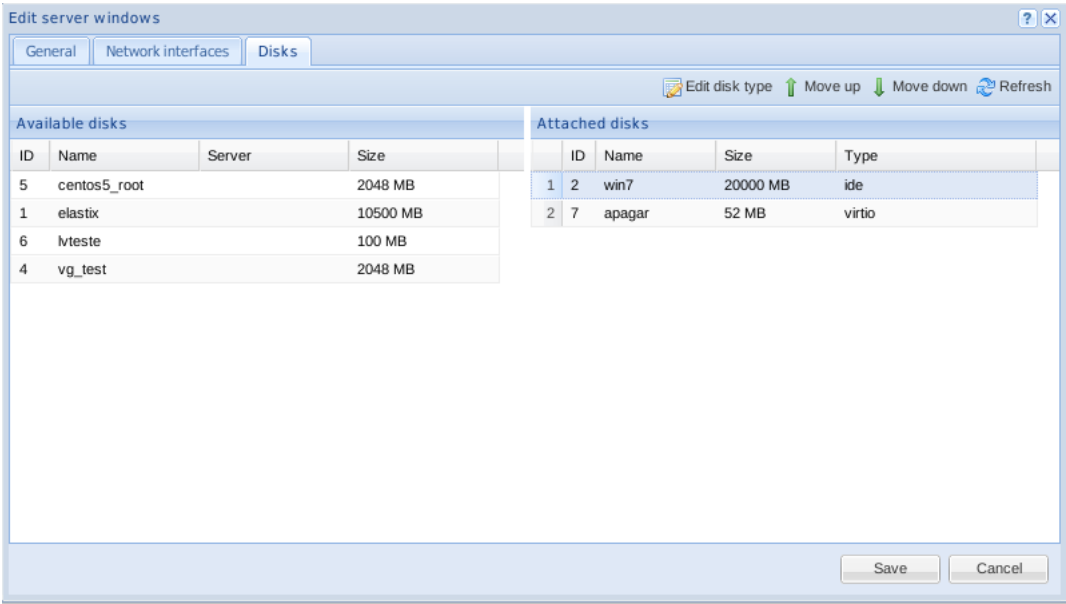 Edit server windows
General Network interfaces Disks
Edit disk type Move up Move down Refresh
Available disks
ID Name Server Size
5 centos5_root 2048 MB
1 elastix 10500 MB
6 lvteste 100 MB
4 vg_test 2048 MB
Attached disks
ID Name Size Type
1 2 win7 20000 MB ide
2 7 apagar 52 MB virtio
Save Cancel